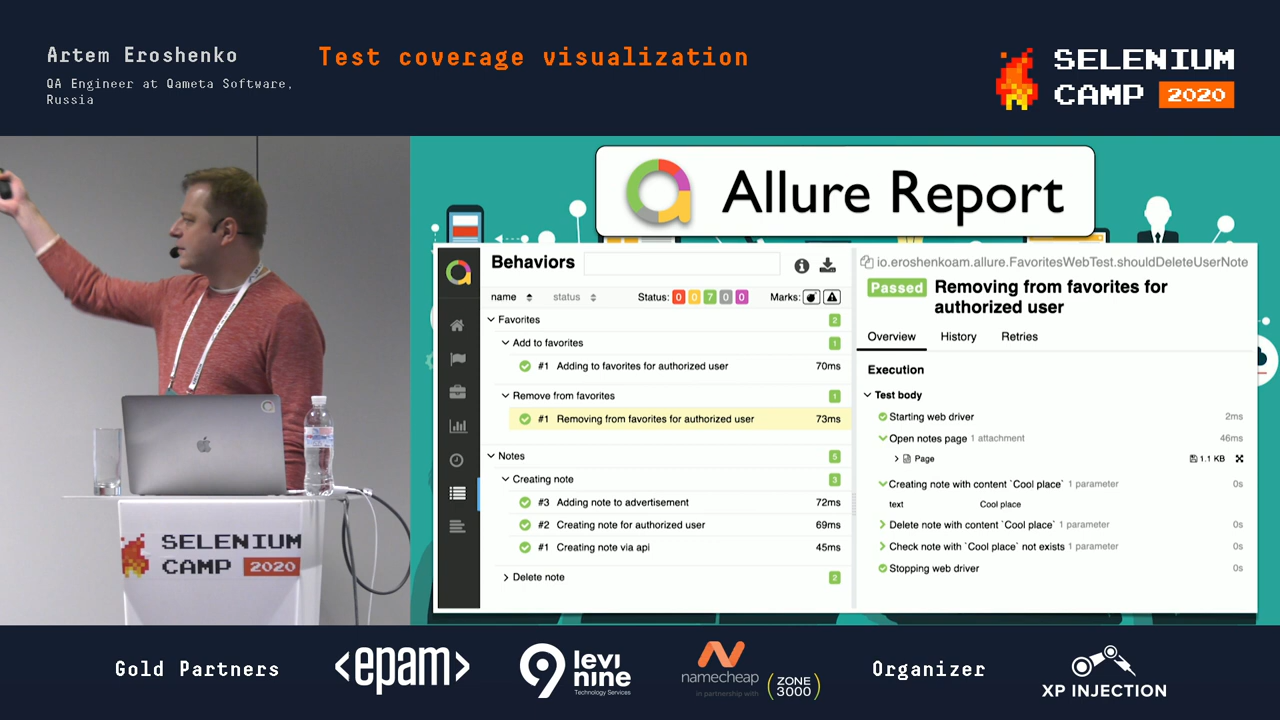 Artem Eroshenko
QA Engineer at Qameta Software,
Russia
Test coverage visualization
SELENIUM
CAMP 2020
Allure Report
Behaviors
name status Status: 0 0 7 0 0 Marks:
Favorites 2
Add to favorites 1
#1 Adding to favorites for authorized user 70ms
Remove from favorites 1
#1 Removing from favorites for authorized user 73ms
Notes 5
Creating note 3
#3 Adding note to advertisement 72ms
#2 Creating note for authorized user 69ms
#1 Creating note via api 45ms
Delete note 2
io.eroshenkoam.allure.FavoritesWebTest.shouldDeleteUserNote
Passed Removing from favorites for
authorized user
Overview History Retries
Execution
Test body
Starting web driver 2ms
Open notes page 1 attachment 46ms
Page 1.1 KB
Creating note with content `Cool place` 1 parameter 0s
text Cool place
Delete note with content `Cool place` 1 parameter 0s
Check note with `Cool place` not exists 1 parameter 0s
Stopping web driver 0s
SELENIUM
CAMP 2020
Gold Partners
<epam>
levi
nine
Technology Services
namecheap
in partnership with
ZONE
3000
Organizer
XP INJECTION